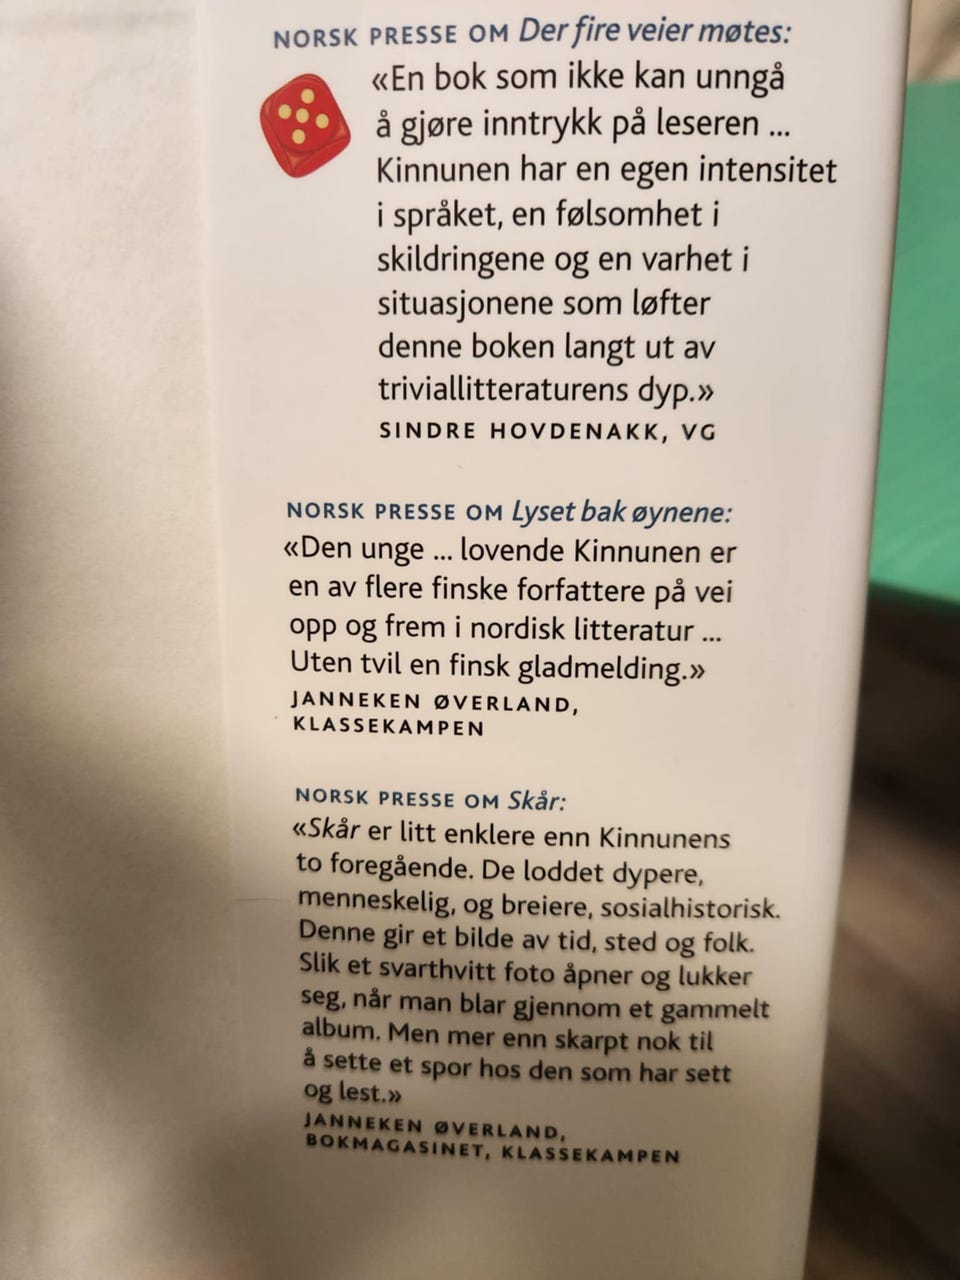 NORSK PRESSE OM Der fire veier møtes:
«En bok som ikke kan unngå
å gjøre inntrykk på leseren ...
Kinnunen har en egen intensitet
i språket, en følsomhet i
skildringene og en varhet i
situasjonene som løfter
denne boken langt ut av
triviallitteraturens dyp.»
SINDRE HOVDENAKK, VG
NORSK PRESSE OM Lyset bak øynene:
«Den unge ... lovende Kinnunen er
en av flere finske forfattere på vei
opp og frem i nordisk litteratur ...
Uten tvil en finsk gladmelding.»
JANNEKEN ØVERLAND,
KLASSEKAMPEN
NORSK PRESSE OM Skår:
«Skår er litt enklere enn Kinnunens
to foregående. De loddet dypere,
menneskelig, og breiere, sosialhistorisk.
Denne gir et bilde av tid, sted og folk.
Slik et svarthvitt foto åpner og lukker
seg, når man blar gjennom et gammelt
album. Men mer enn skarpt nok til
å sette et spor hos den som har sett
og lest.»
JANNEKEN ØVERLAND,
BOKMAGASINET, KLASSEKAMPEN